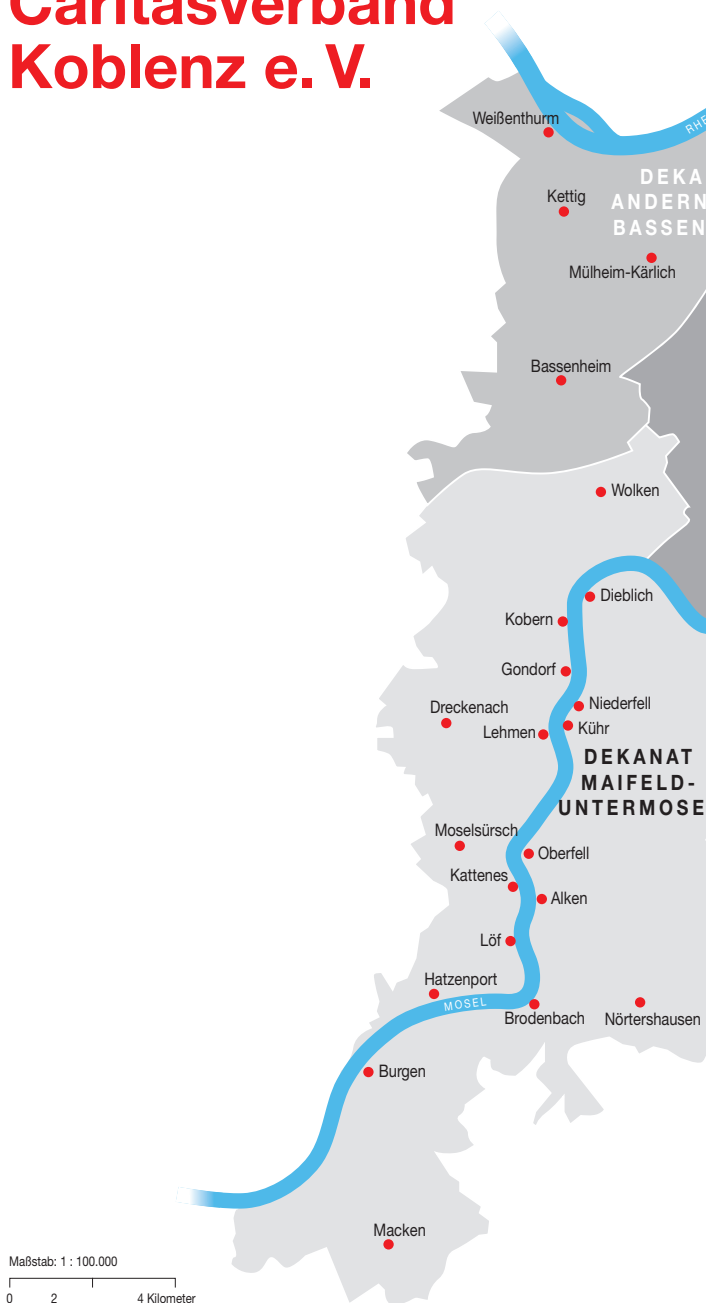 Caritasverband
Koblenz e. V.
Weißenthurm
RHE
DEKA
ANDERN
BASSEN
Kettig
Mülheim-Kärlich
Bassenheim
Wolken
Dieblich
Kobern
Gondorf
Niederfell
Dreckenach
Kühr
Lehmen
DEKANAT
MAIFELD-
UNTERMOSE
Moselsürsch
Oberfell
Kattenes
Alken
Löf
Hatzenport
MOSEL
Brodenbach
Nörtershausen
Burgen
Macken
Maßstab: 1 : 100.000
0 2 4 Kilometer